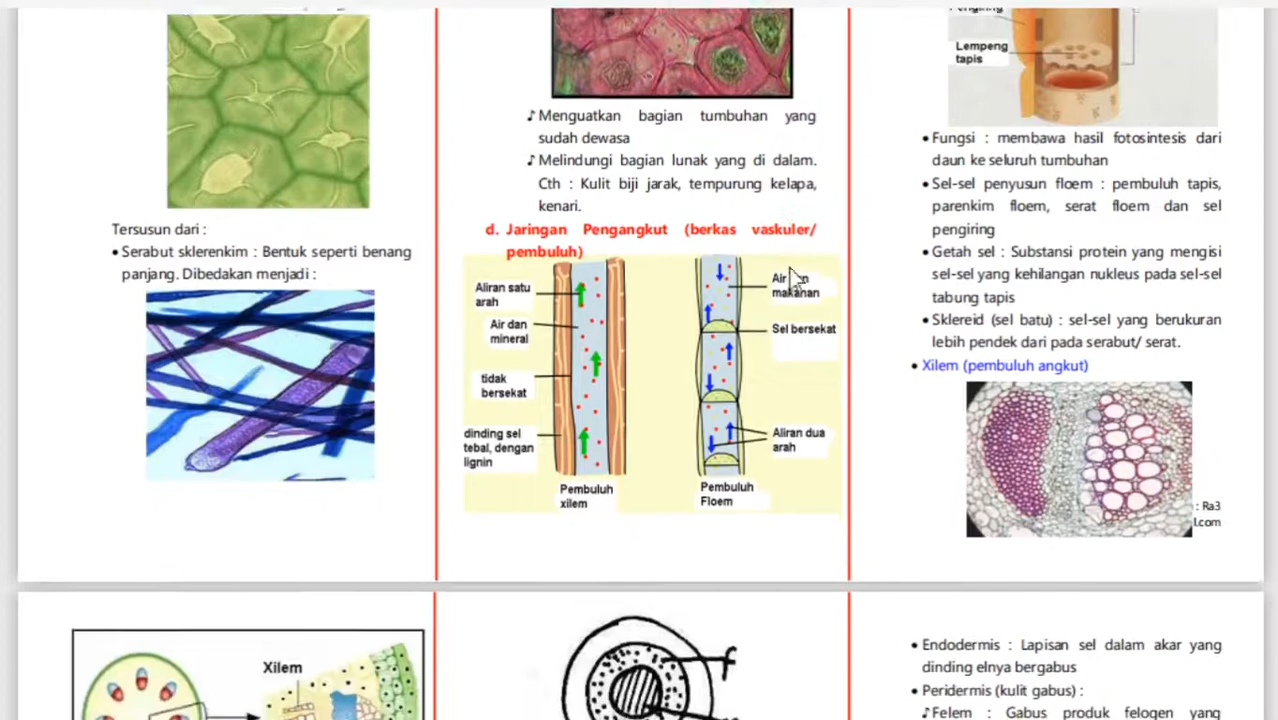 Tersusun dari :
• Serabut sklerenkim : Bentuk seperti benang
panjang. Dibedakan menjadi :
♪ Menguatkan bagian tumbuhan yang
sudah dewasa
♪ Melindungi bagian lunak yang di dalam.
Cth : Kulit biji jarak, tempurung kelapa,
kenari.
d. Jaringan Pengangkut (berkas vaskuler/
pembuluh)
Aliran satu
arah
Air dan
mineral
tidak
bersekat
dinding sel
tebal, dengan
lignin
Pembuluh
xilem
Air
makanan
Sel bersekat
Aliran dua
arah
Pembuluh
Floem
Lempeng
tapis
• Fungsi : membawa hasil fotosintesis dari
daun ke seluruh tumbuhan
• Sel-sel penyusun floem : pembuluh tapis,
parenkim floem, serat floem dan sel
pengiring
• Getah sel : Substansi protein yang mengisi
sel-sel yang kehilangan nukleus pada sel-sel
tabung tapis
• Sklereid (sel batu) : sel-sel yang berukuran
lebih pendek dari pada serabut/ serat.
• Xilem (pembuluh angkut)
: Ra3
l.com
Xilem
f
• Endodermis : Lapisan sel dalam akar yang
dinding elnya bergabus
• Peridermis (kulit gabus) :
♪ Felem : Gabus produk felogen yang